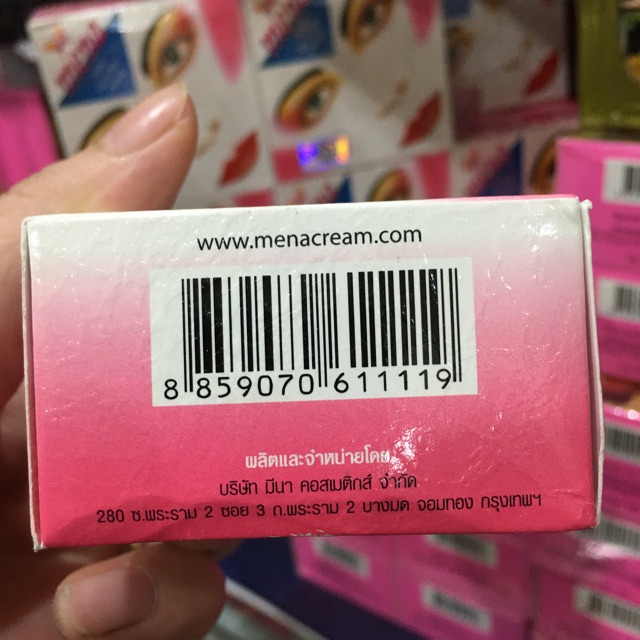 www.menacream.com
8 859070 611119
ผลิตและจำหน่ายโดย
บริษัท มีนา คอสเมติกส์ จำกัด
280 ซ.พระราม 2 ซอย 3 ถ.พระราม 2 บางมด จอมทอง กรุงเทพฯ